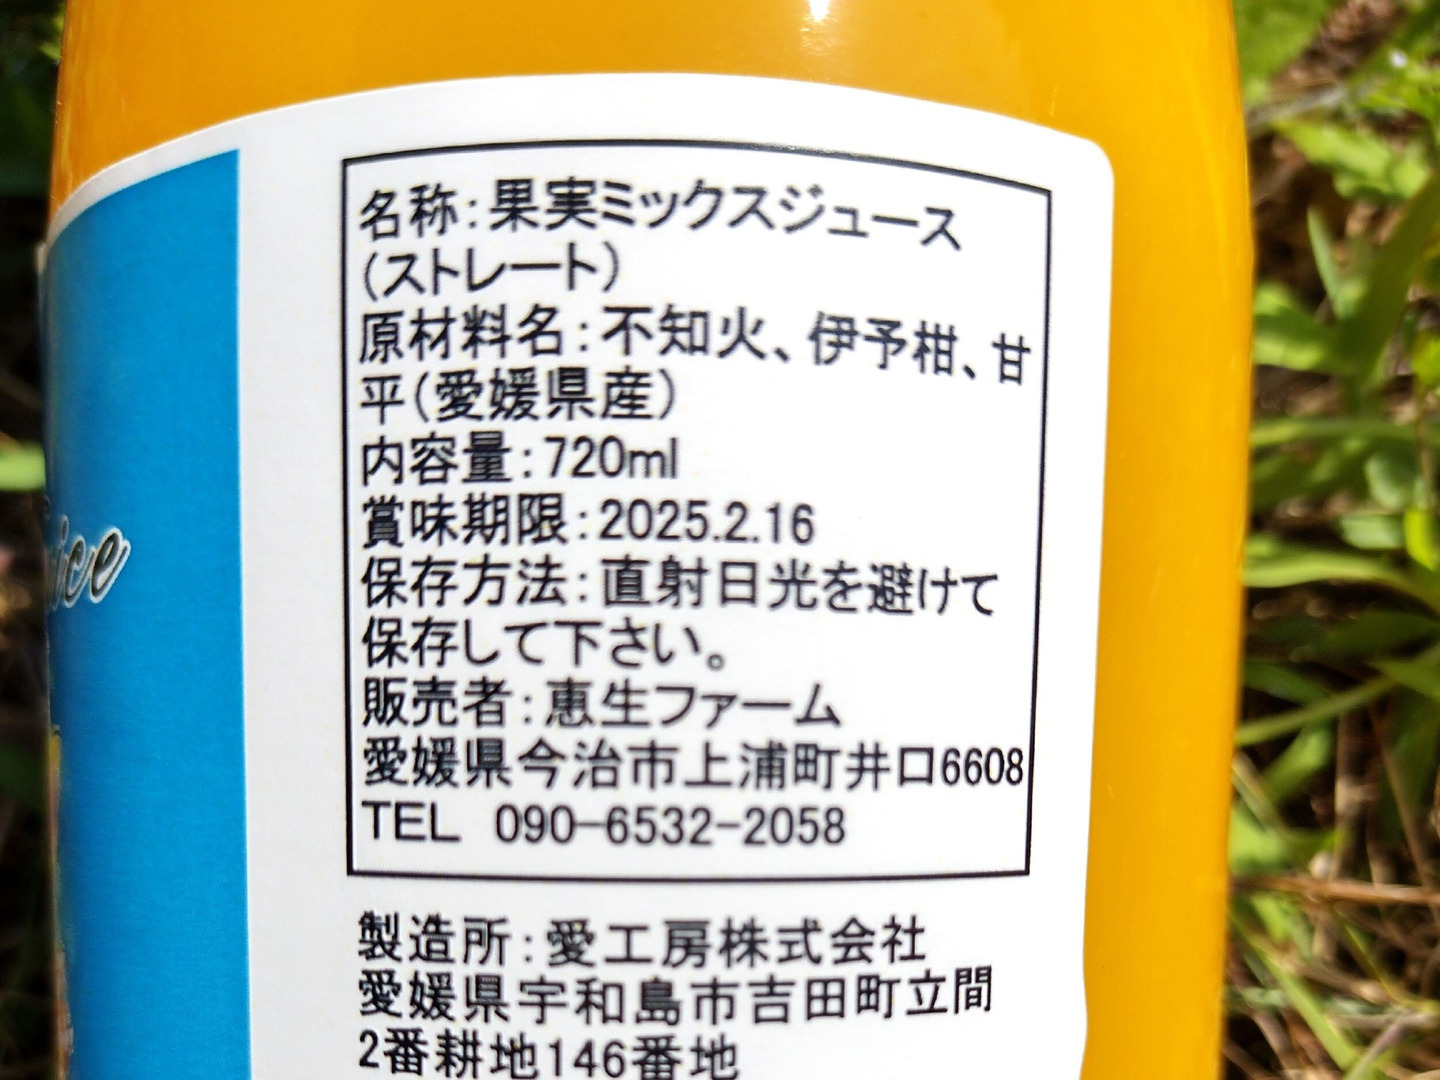 名称:果実ミックスジュース
(ストレート)
原材料名:不知火、伊予柑、甘
平(愛媛県産)
内容量:720ml
賞味期限:2025.2.16
保存方法:直射日光を避けて
保存して下さい。
販売者:恵生ファーム
愛媛県今治市上浦町井口6608
TEL 090-6532-2058
製造所:愛工房株式会社
愛媛県宇和島市吉田町立間
2番耕地146番地